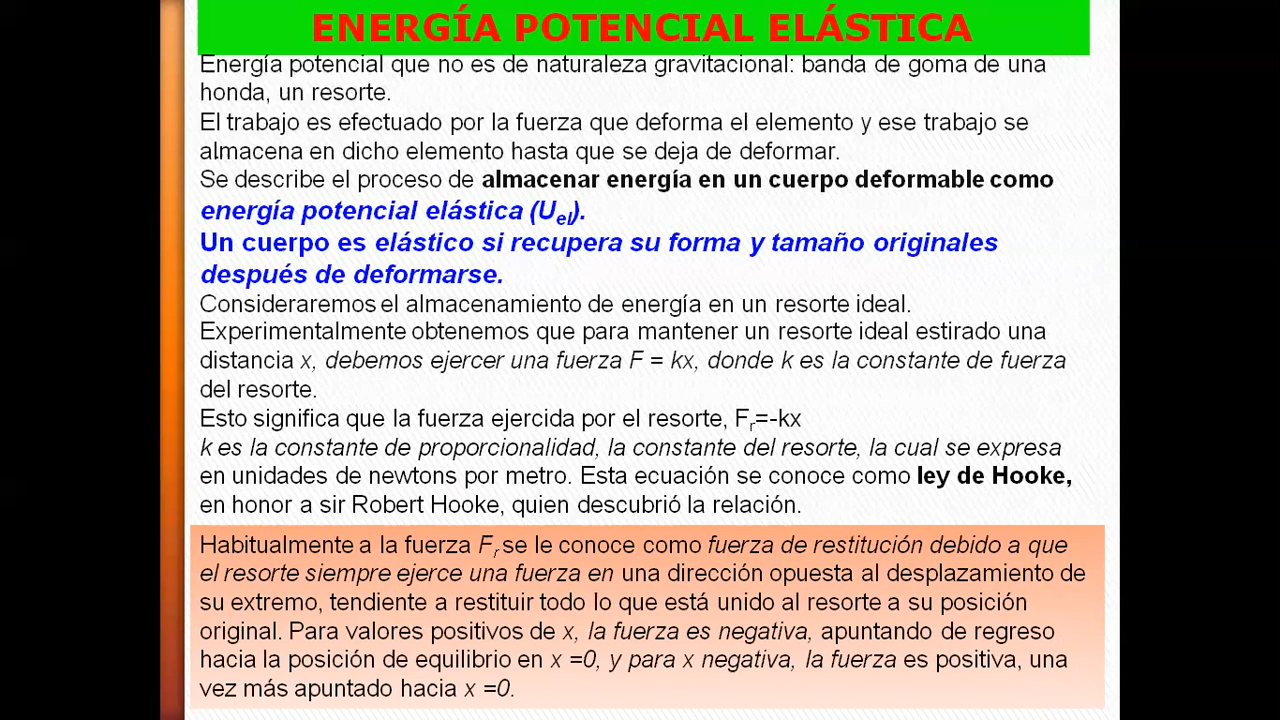 ENERGÍA POTENCIAL ELÁSTICA
Energía potencial que no es de naturaleza gravitacional: banda de goma de una
honda, un resorte.
El trabajo es efectuado por la fuerza que deforma el elemento y ese trabajo se
almacena en dicho elemento hasta que se deja de deformar.
Se describe el proceso de almacenar energía en un cuerpo deformable como
energía potencial elástica (Uel).
Un cuerpo es elástico si recupera su forma y tamaño originales
después de deformarse.
Consideraremos el almacenamiento de energía en un resorte ideal.
Experimentalmente obtenemos que para mantener un resorte ideal estirado una
distancia x, debemos ejercer una fuerza F = kx, donde k es la constante de fuerza
del resorte.
Esto significa que la fuerza ejercida por el resorte, Fr=-kx
k es la constante de proporcionalidad, la constante del resorte, la cual se expresa
en unidades de newtons por metro. Esta ecuación se conoce como ley de Hooke,
en honor a sir Robert Hooke, quien descubrió la relación.
Habitualmente a la fuerza Fr se le conoce como fuerza de restitución debido a que
el resorte siempre ejerce una fuerza en una dirección opuesta al desplazamiento de
su extremo, tendiente a restituir todo lo que está unido al resorte a su posición
original. Para valores positivos de x, la fuerza es negativa, apuntando de regreso
hacia la posición de equilibrio en x =0, y para x negativa, la fuerza es positiva, una
vez más apuntado hacia x =0.